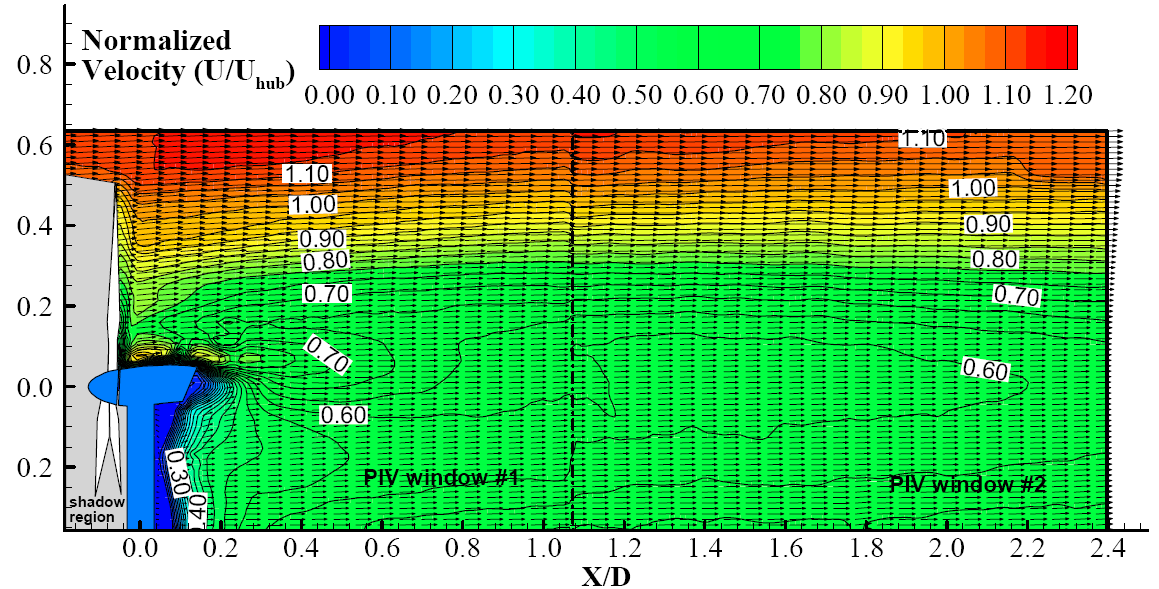 Normalized
Velocity (U/Uhub)
0.00 0.10 0.20 0.30 0.40 0.50 0.60 0.70 0.80 0.90 1.00 1.10 1.20
0.8
0.6
0.4
0.2
0.0
0.2
1.10
1.10
1.00
1.00
0.90
0.90
0.80
0.80
0.70
0.70
0.70
0.60
0.60
0.30
.40
PIV window #1
PIV window #2
shadow
region
0.0 0.2 0.4 0.6 0.8 1.0 1.2 1.4 1.6 1.8 2.0 2.2 2.4
X/D